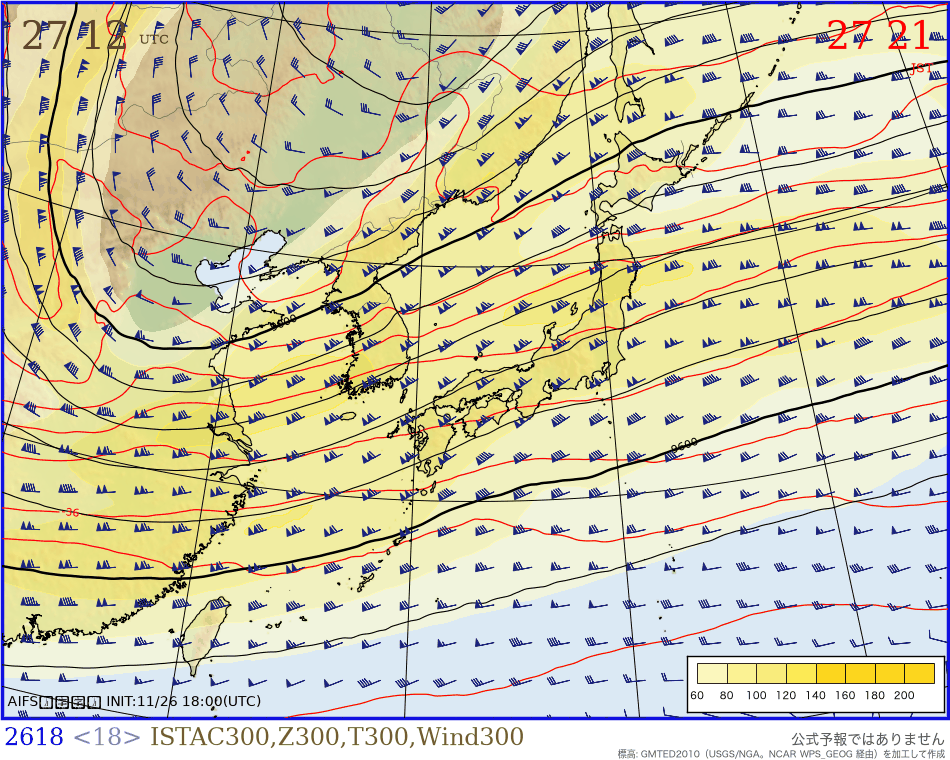 27 12 UTC
27 21
JST
9600
9600
-36
60 80 100 120 140 160 180 200
AIFS INIT:11/26 18:00(UTC)
2618 <18> ISTAC300,Z300,T300,Wind300
公式予報ではありません
標高: GMTED2010（USGS/NGA。NCAR WPS_GEOG 経由）を加工して作成